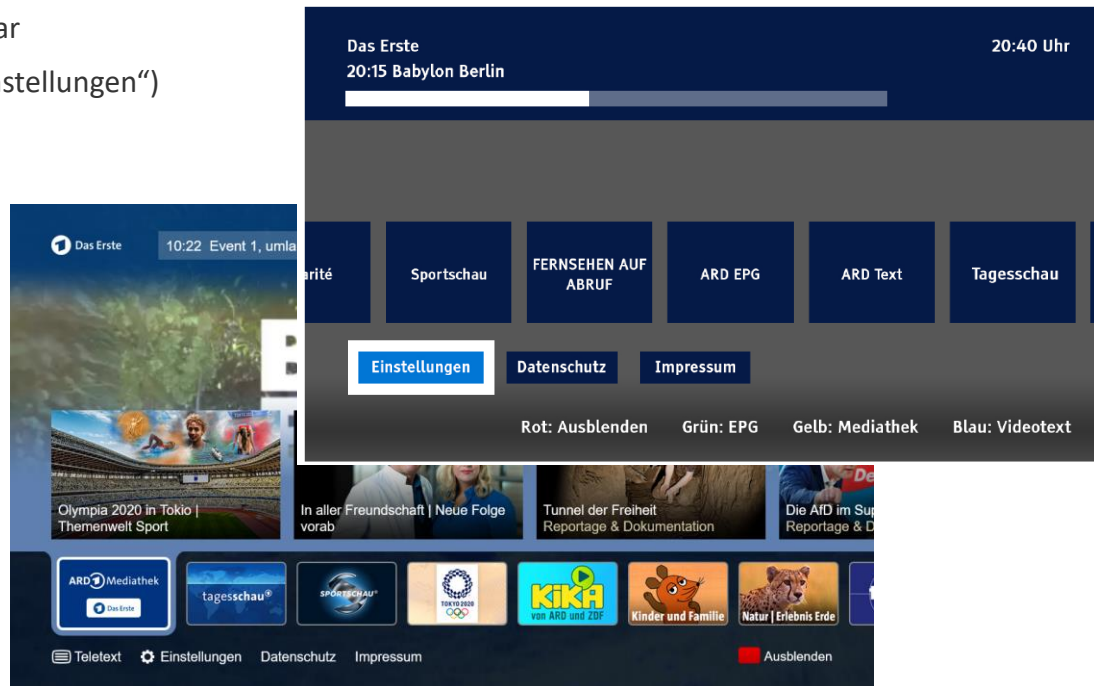 ar
nstellungen“)
Das Erste
20:40 Uhr
20:15 Babylon Berlin
arité
Sportschau
FERNSEHEN AUF
ABRUF
ARD EPG
ARD Text
Tagesschau
Einstellungen
Datenschutz
Impressum
Rot: Ausblenden
Grün: EPG
Gelb: Mediathek
Blau: Videotext
Das Erste
10:22 Event 1, umla
Olympia 2020 in Tokio |
Themenwelt Sport
In aller Freundschaft | Neue Folge
vorab
Tunnel der Freiheit
Reportage & Dokumentation
Die AfD im Sup
Reportage & D
ARD Mediathek
Das Erste
tagesschau
SPORTSCHAU
TOKYO 2020
KiKA
von ARD und ZDF
Kinder und Familie
Natur | Erlebnis Erde
Teletext
Einstellungen
Datenschutz
Impressum
Ausblenden